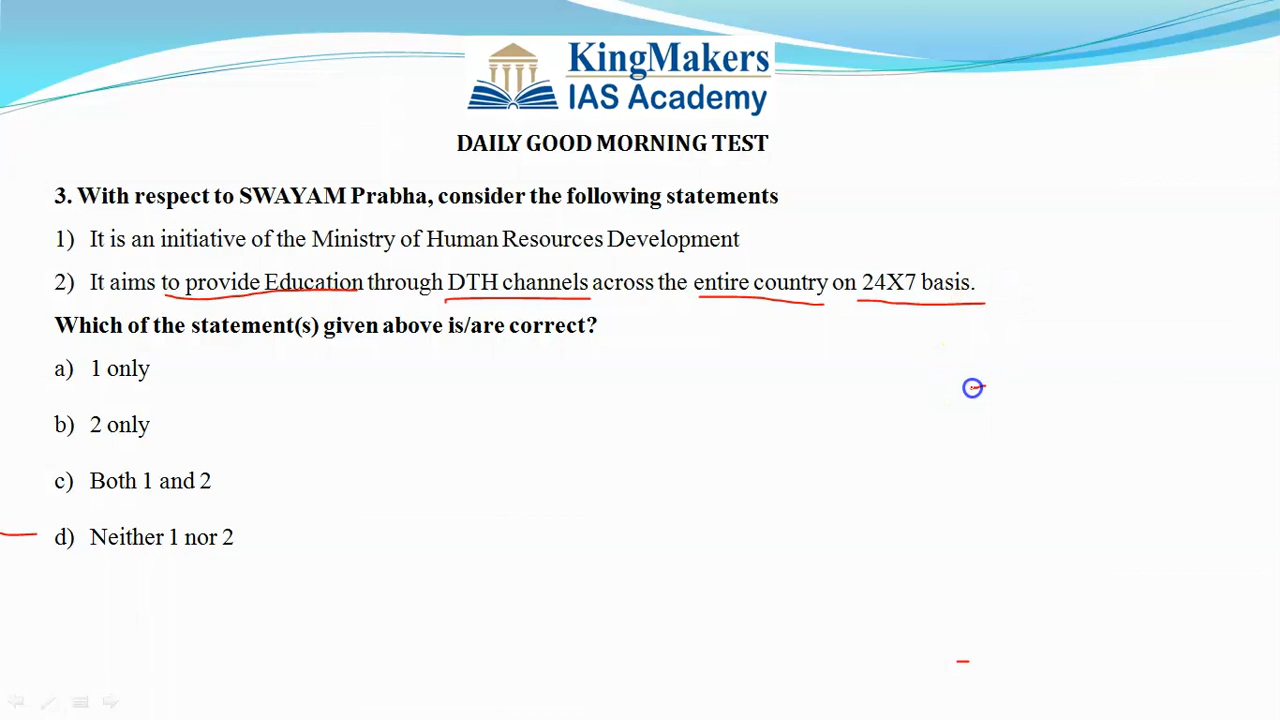 KingMakers
IAS Academy
DAILY GOOD MORNING TEST
3. With respect to SWAYAM Prabha, consider the following statements
1) It is an initiative of the Ministry of Human Resources Development
2) It aims to provide Education through DTH channels across the entire country on 24X7 basis.
Which of the statement(s) given above is/are correct?
a) 1 only
b) 2 only
c) Both 1 and 2
d) Neither 1 nor 2